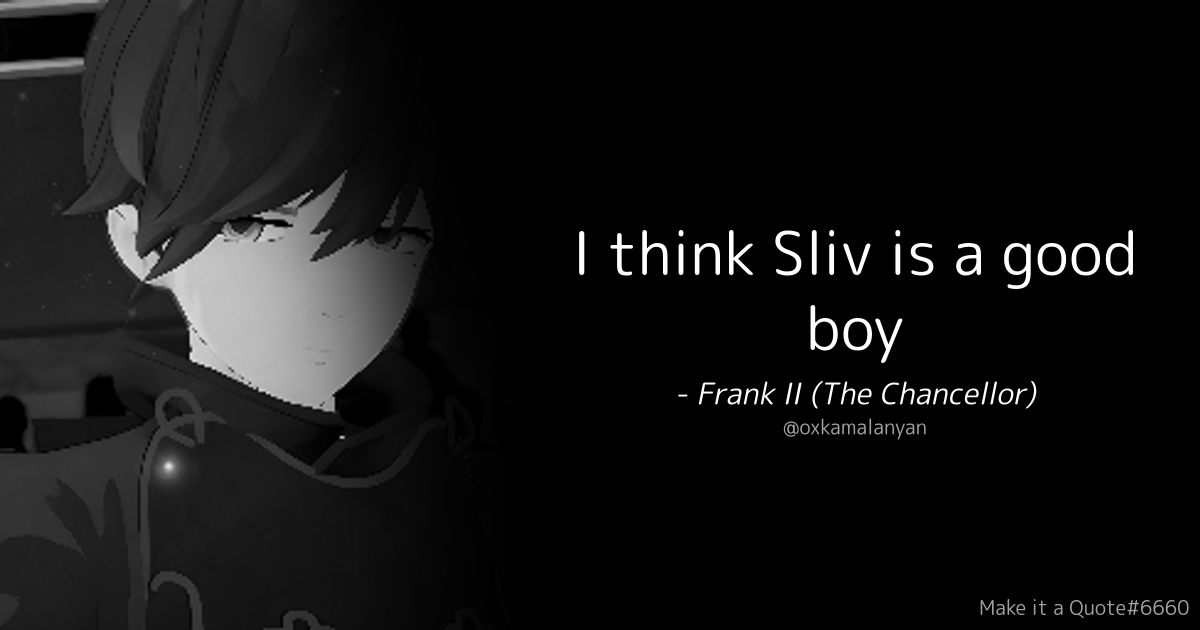 I think Sliv is a good
boy
- Frank II (The Chancellor)
@oxkamalanyan
Make it a Quote#6660